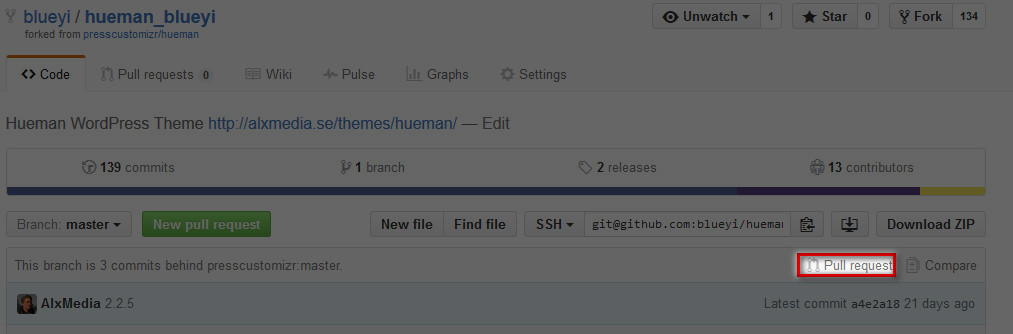 blueyi / hueman_blueyi
Unwatch 1 Star 0 Fork 134
forked from presscustomizr/hueman
Code Pull requests 0 Wiki Pulse Graphs Settings
Hueman WordPress Theme http://alxmedia.se/themes/hueman/ — Edit
139 commits 1 branch 2 releases 13 contributors
Branch: master New pull request New file Find file SSH git@github.com:blueyi/hueman Download ZIP
This branch is 3 commits behind presscustomizr:master. Pull request Compare
AlxMedia 2.2.5 Latest commit a4e2a18 21 days ago